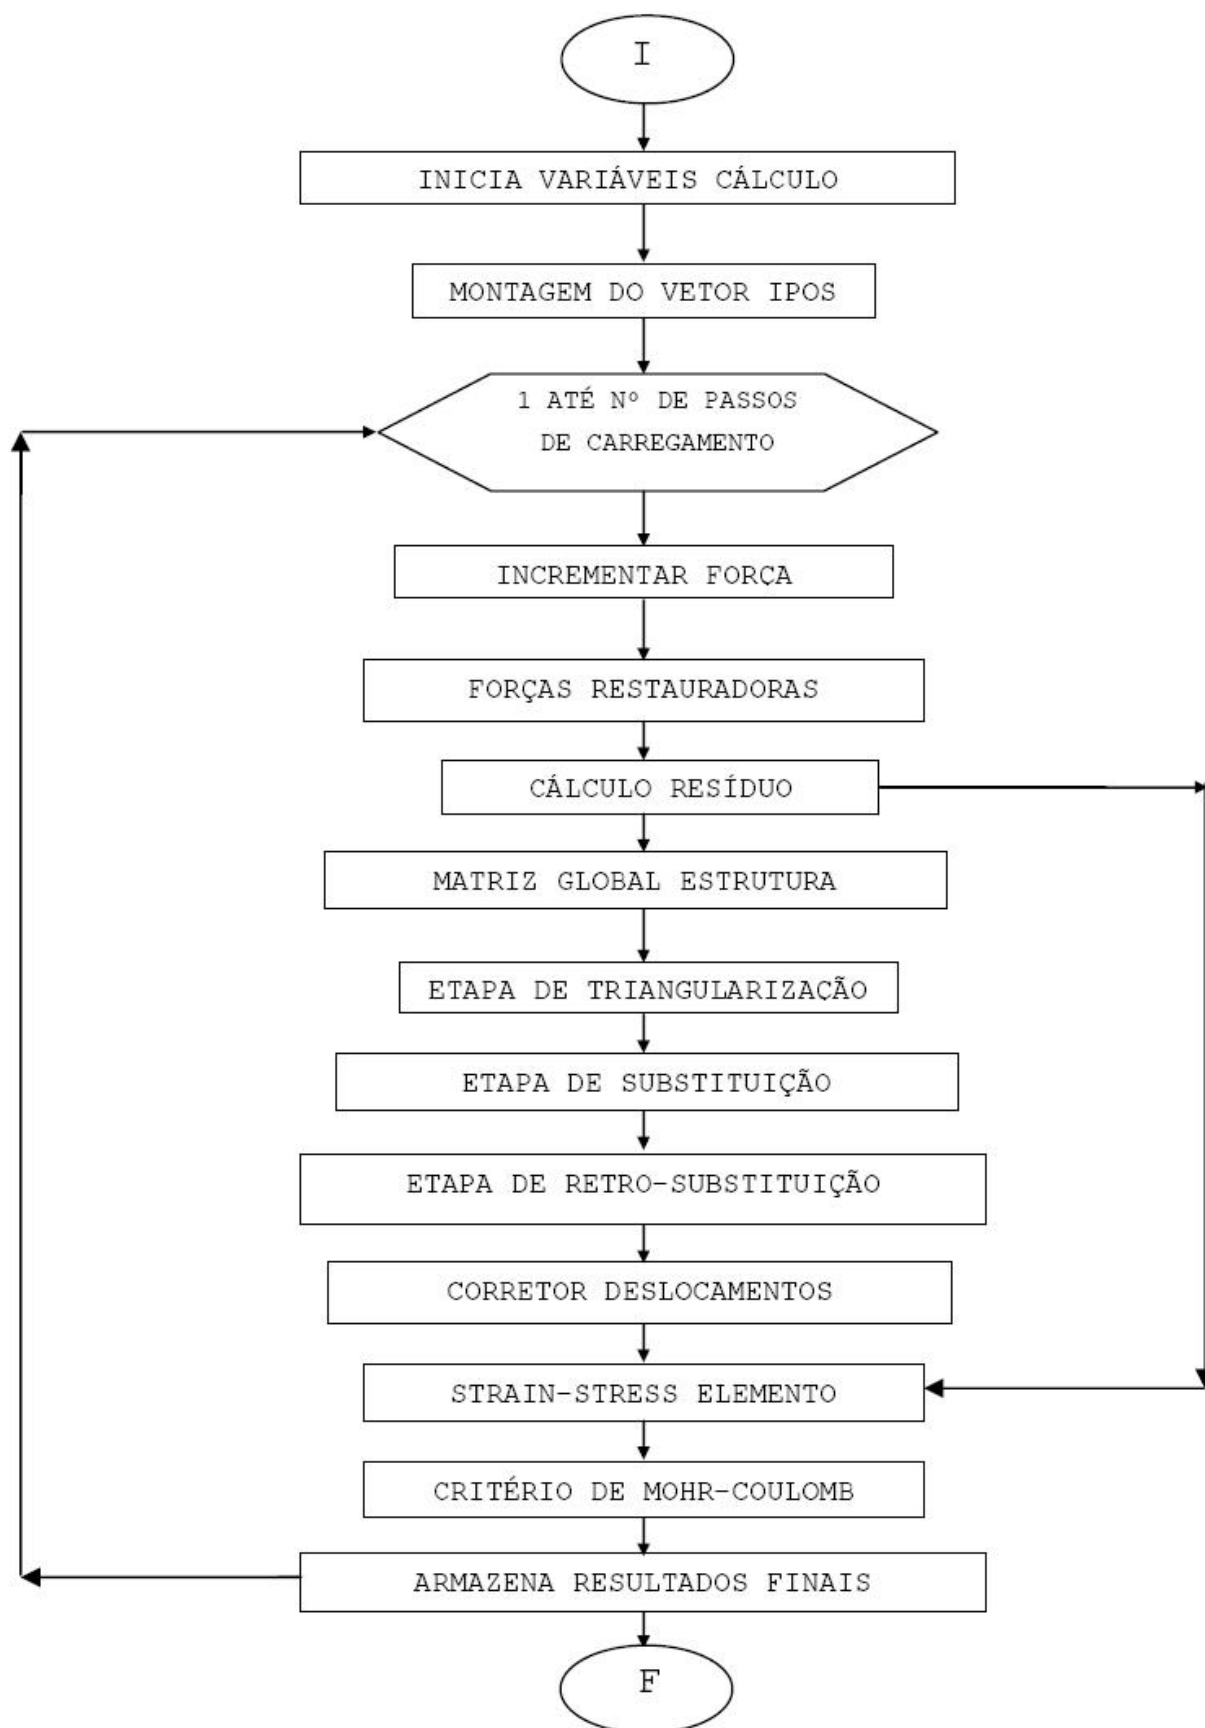 I
INICIA VARIÁVEIS CÁLCULO
MONTAGEM DO VETOR IPOS
1 ATÉ Nº DE PASSOS
DE CARREGAMENTO
INCREMENTAR FORÇA
FORÇAS RESTAURADORAS
CÁLCULO RESÍDUO
MATRIZ GLOBAL ESTRUTURA
ETAPA DE TRIANGULARIZAÇÃO
ETAPA DE SUBSTITUIÇÃO
ETAPA DE RETRO-SUBSTITUIÇÃO
CORRETOR DESLOCAMENTOS
STRAIN-STRESS ELEMENTO
CRITÉRIO DE MOHR-COULOMB
ARMAZENA RESULTADOS FINAIS
F